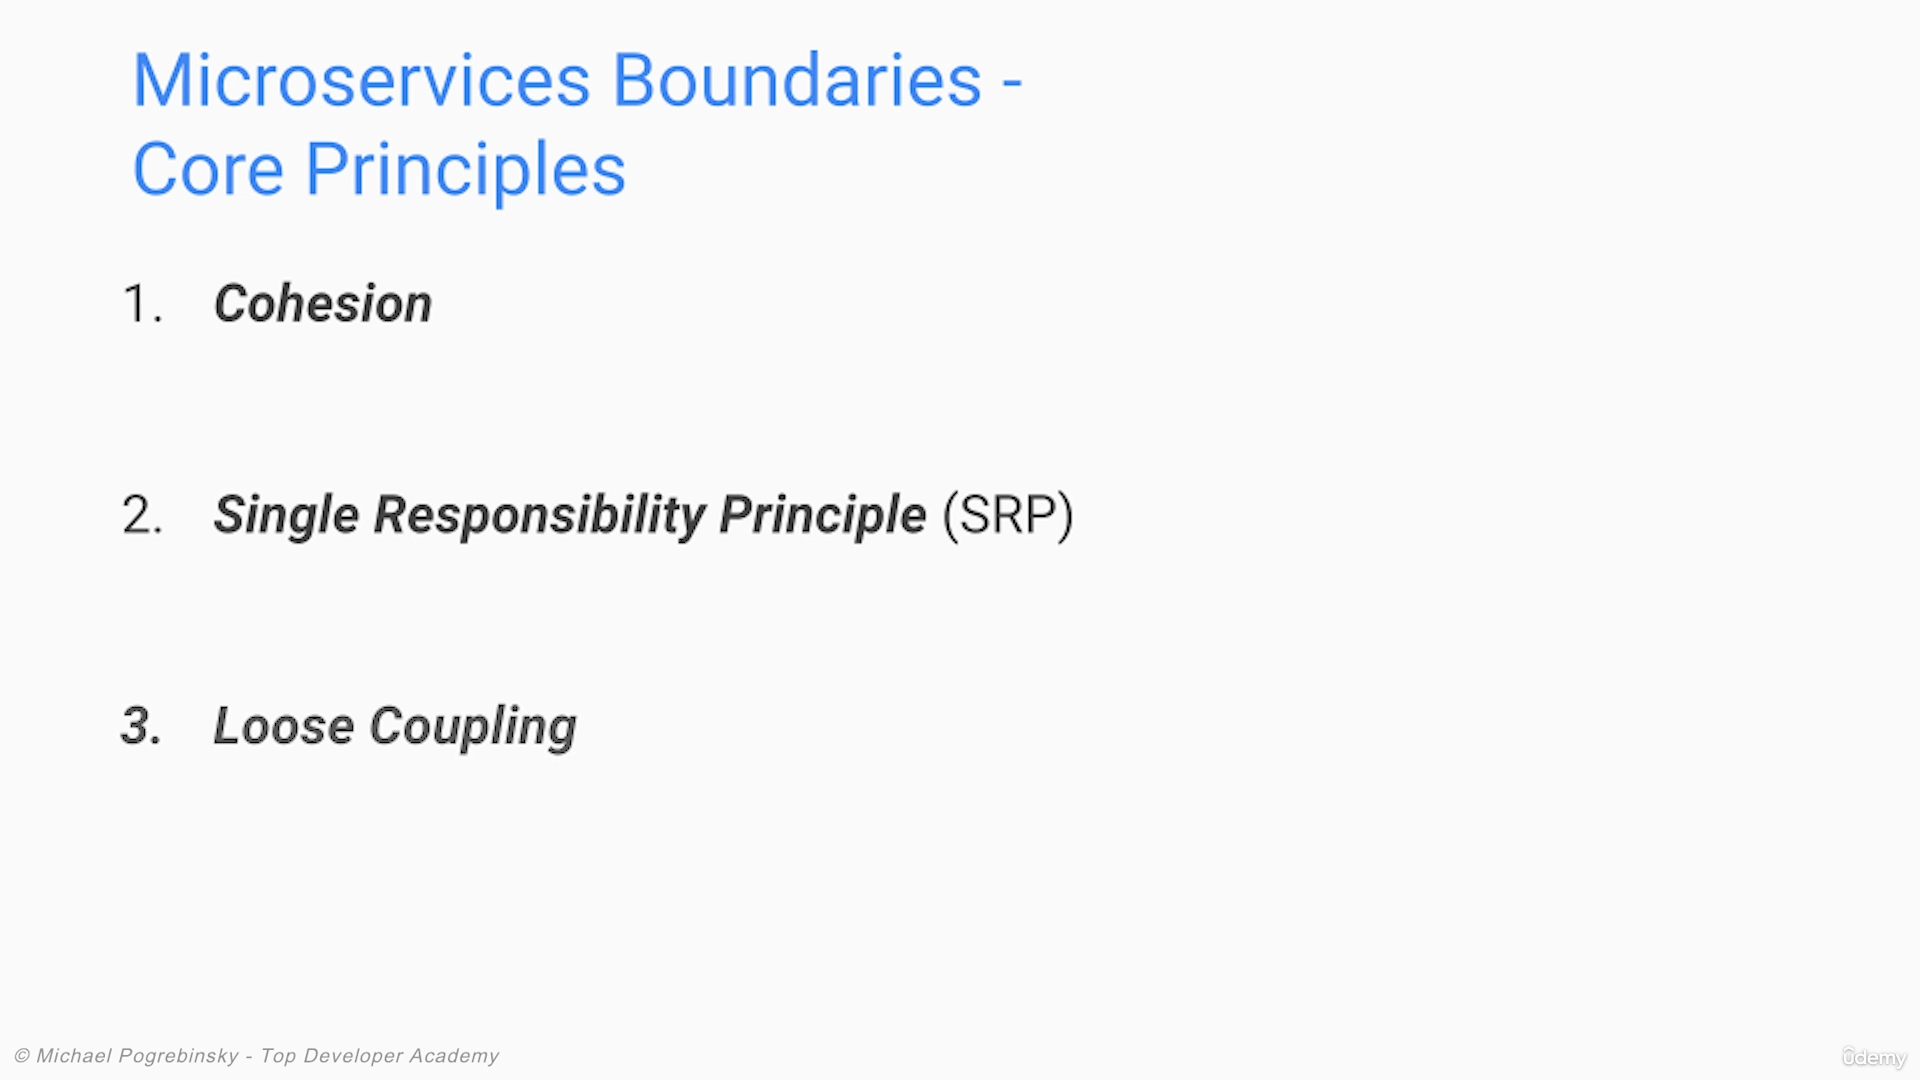 Microservices Boundaries -
Core Principles
1. Cohesion
2. Single Responsibility Principle (SRP)
3. Loose Coupling
© Michael Pogrebinsky - Top Developer Academy
ûdemy